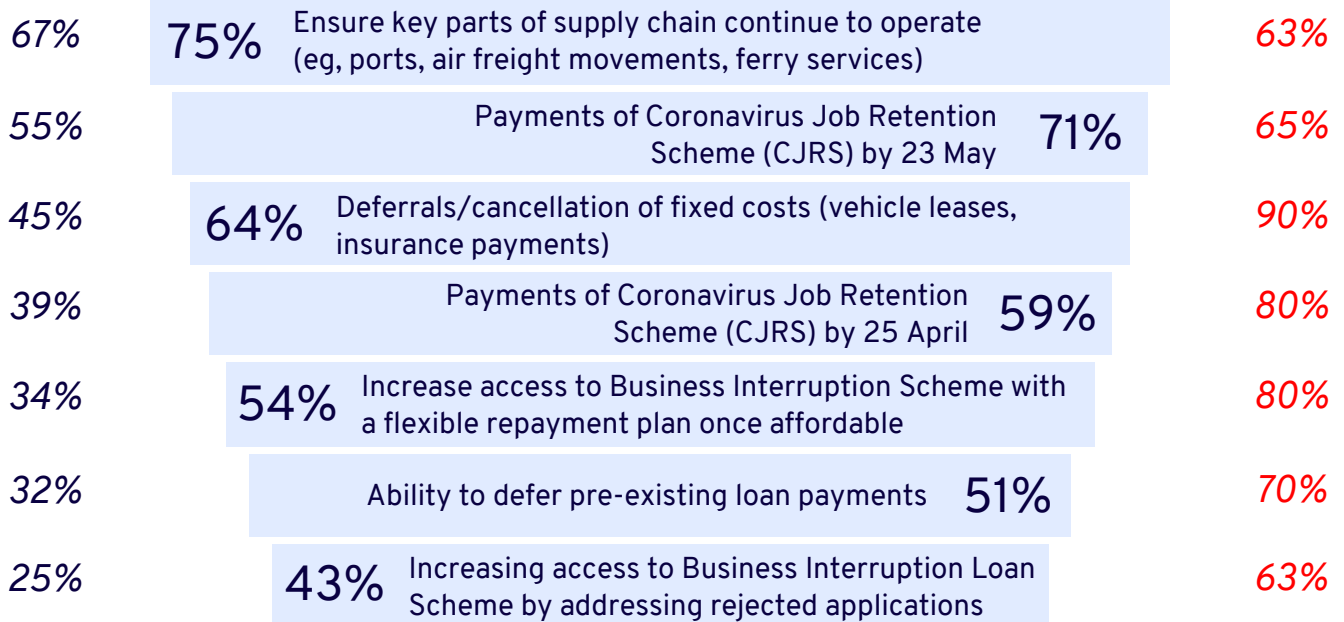 67% 75% Ensure key parts of supply chain continue to operate 63%
(eg, ports, air freight movements, ferry services)
55% Payments of Coronavirus Job Retention 71% 65%
Scheme (CJRS) by 23 May
45% 64% Deferrals/cancellation of fixed costs (vehicle leases, 90%
insurance payments)
39% Payments of Coronavirus Job Retention 59% 80%
Scheme (CJRS) by 25 April
34% 54% Increase access to Business Interruption Scheme with 80%
a flexible repayment plan once affordable
32% Ability to defer pre-existing loan payments 51% 70%
25% 43% Increasing access to Business Interruption Loan 63%
Scheme by addressing rejected applications